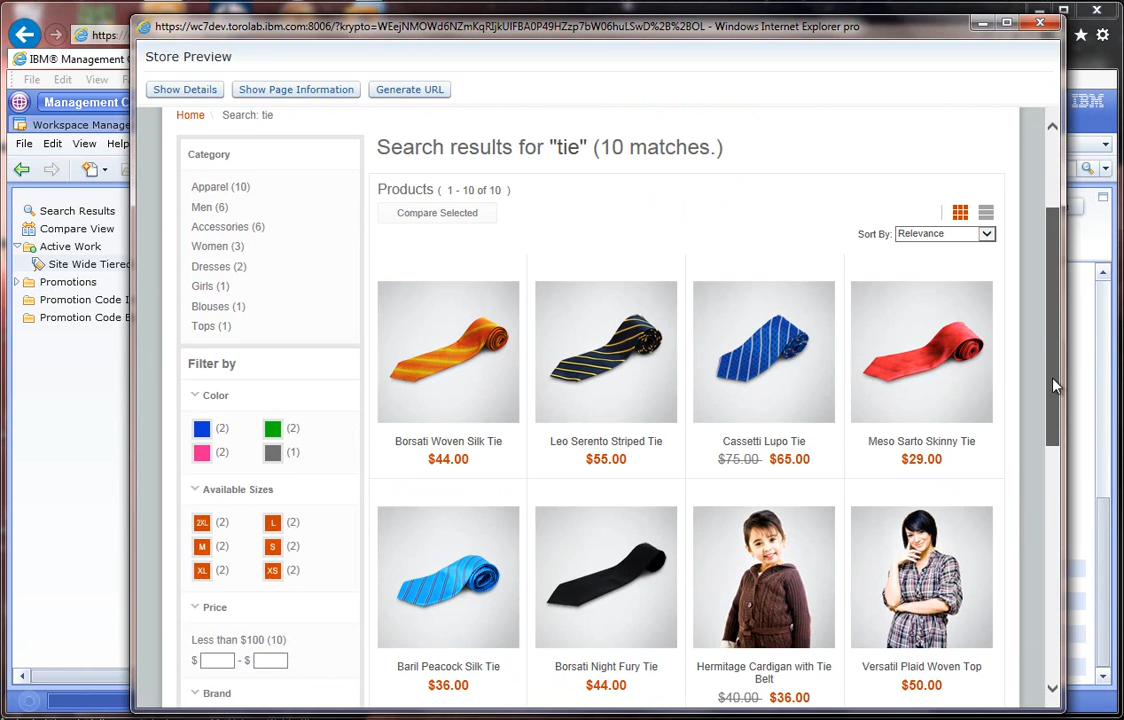 https://wc7dev.torolab.ibm.com:8006/?krypto=WEejNMOWd6NZmKqRIjkUIFBA0P49HZzp7bW06huLSwD%2B%2BOL - Windows Internet Explorer pro
https:
IBM® Management C
File Edit View
Management C
IBM
Workspace Manage
File Edit View Help
Search Results
Compare View
Active Work
Site Wide Tiered
Promotions
Promotion Code I
Promotion Code E
Store Preview
Show Details
Show Page Information
Generate URL
Home \ Search: tie
Category
Apparel (10)
Men (6)
Accessories (6)
Women (3)
Dresses (2)
Girls (1)
Blouses (1)
Tops (1)
Filter by
Color
(2) (2)
(2) (1)
Available Sizes
2XL (2) L (2)
M (2) S (2)
XL (2) XS (2)
Price
Less than $100 (10)
$ - $
Brand
Search results for "tie" (10 matches.)
Products ( 1 - 10 of 10 )
Compare Selected
Sort By: Relevance
Borsati Woven Silk Tie
$44.00
Leo Serento Striped Tie
$55.00
Cassetti Lupo Tie
$75.00 $65.00
Meso Sarto Skinny Tie
$29.00
Baril Peacock Silk Tie
$36.00
Borsati Night Fury Tie
$44.00
Hermitage Cardigan with Tie
Belt
$40.00 $36.00
Versatil Plaid Woven Top
$50.00